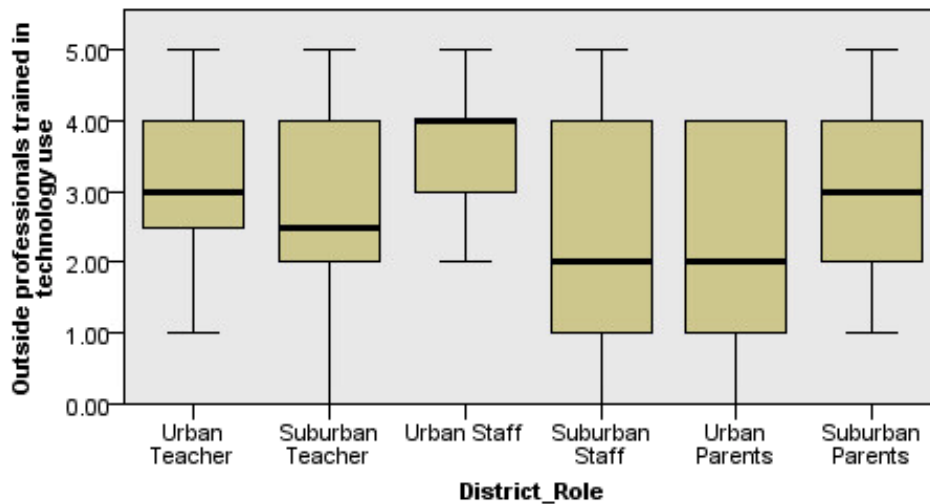 Outside professionals trained in
technology use
5.00
4.00
3.00
2.00
1.00
0.00
Urban
Teacher
Suburban
Teacher
Urban Staff
Suburban
Staff
Urban
Parents
Suburban
Parents
District_Role